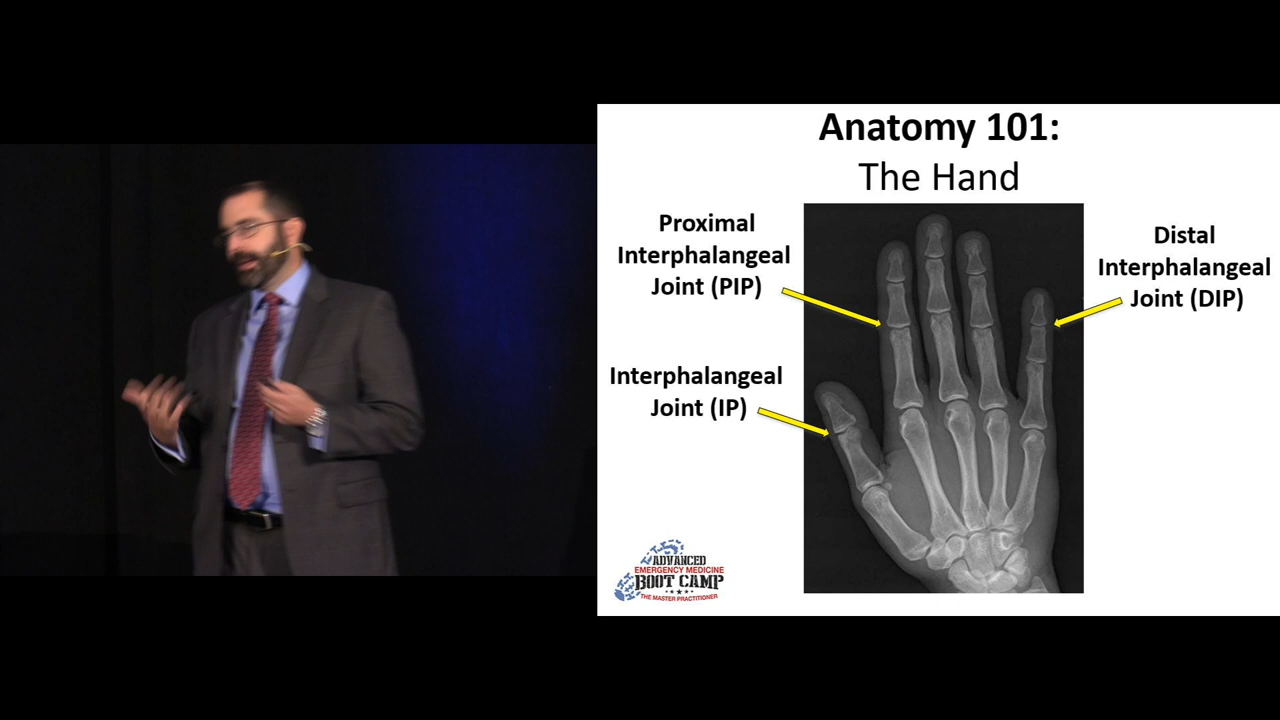 Anatomy 101:
The Hand
Proximal
Interphalangeal
Joint (PIP)
Distal
Interphalangeal
Joint (DIP)
Interphalangeal
Joint (IP)
ADVANCED
EMERGENCY MEDICINE
BOOT CAMP
THE MASTER PRACTITIONER